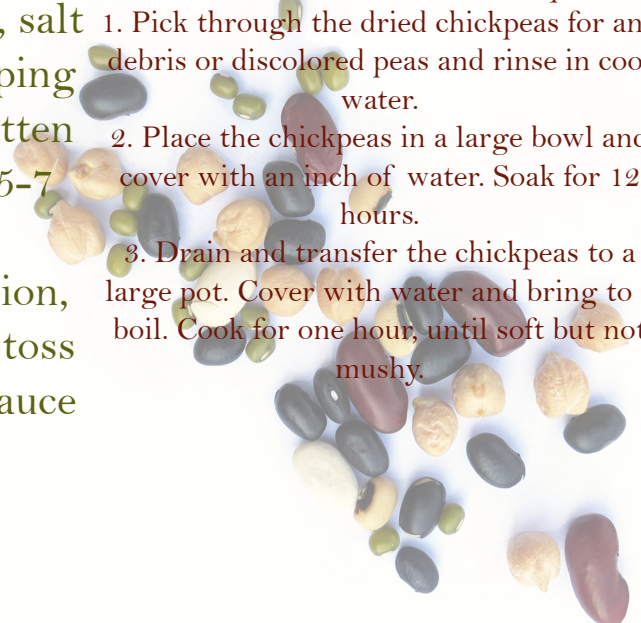 , salt
ping
tten
5-7
ion,
toss
auce
1. Pick through the dried chickpeas for an
debris or discolored peas and rinse in coo
water.
2. Place the chickpeas in a large bowl and
cover with an inch of water. Soak for 12
hours.
3. Drain and transfer the chickpeas to a
large pot. Cover with water and bring to
boil. Cook for one hour, until soft but not
mushy.